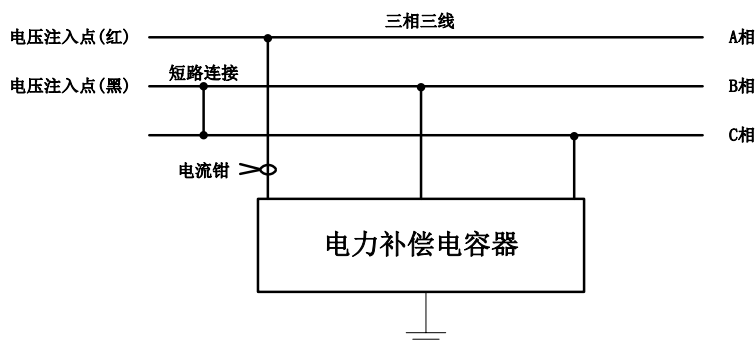 三相三线
电压注入点(红)
A相
电压注入点(黑)
短路连接
B相
C相
电流钳
电力补偿电容器